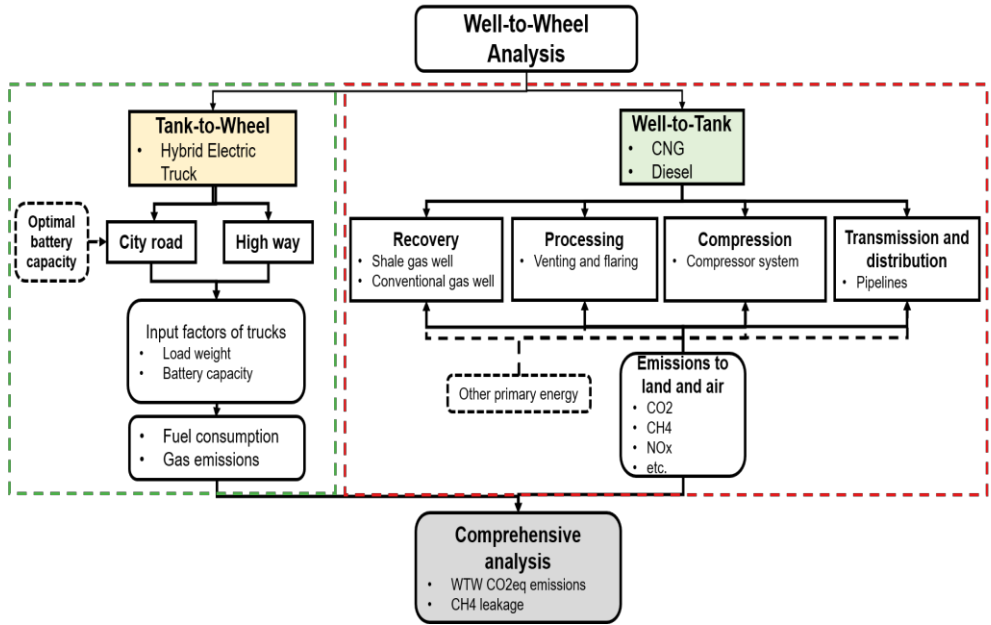 Well-to-Wheel
Analysis
Tank-to-Wheel
• Hybrid Electric
Truck
Well-to-Tank
• CNG
• Diesel
Optimal
battery
capacity
City road
High way
Recovery
• Shale gas well
• Conventional gas well
Processing
• Venting and flaring
Compression
• Compressor system
Transmission and
distribution
• Pipelines
Input factors of trucks
• Load weight
• Battery capacity
Other primary energy
Emissions to
land and air
• CO2
• CH4
• NOx
• etc.
• Fuel consumption
• Gas emissions
Comprehensive
analysis
• WTW CO2eq emissions
• CH4 leakage